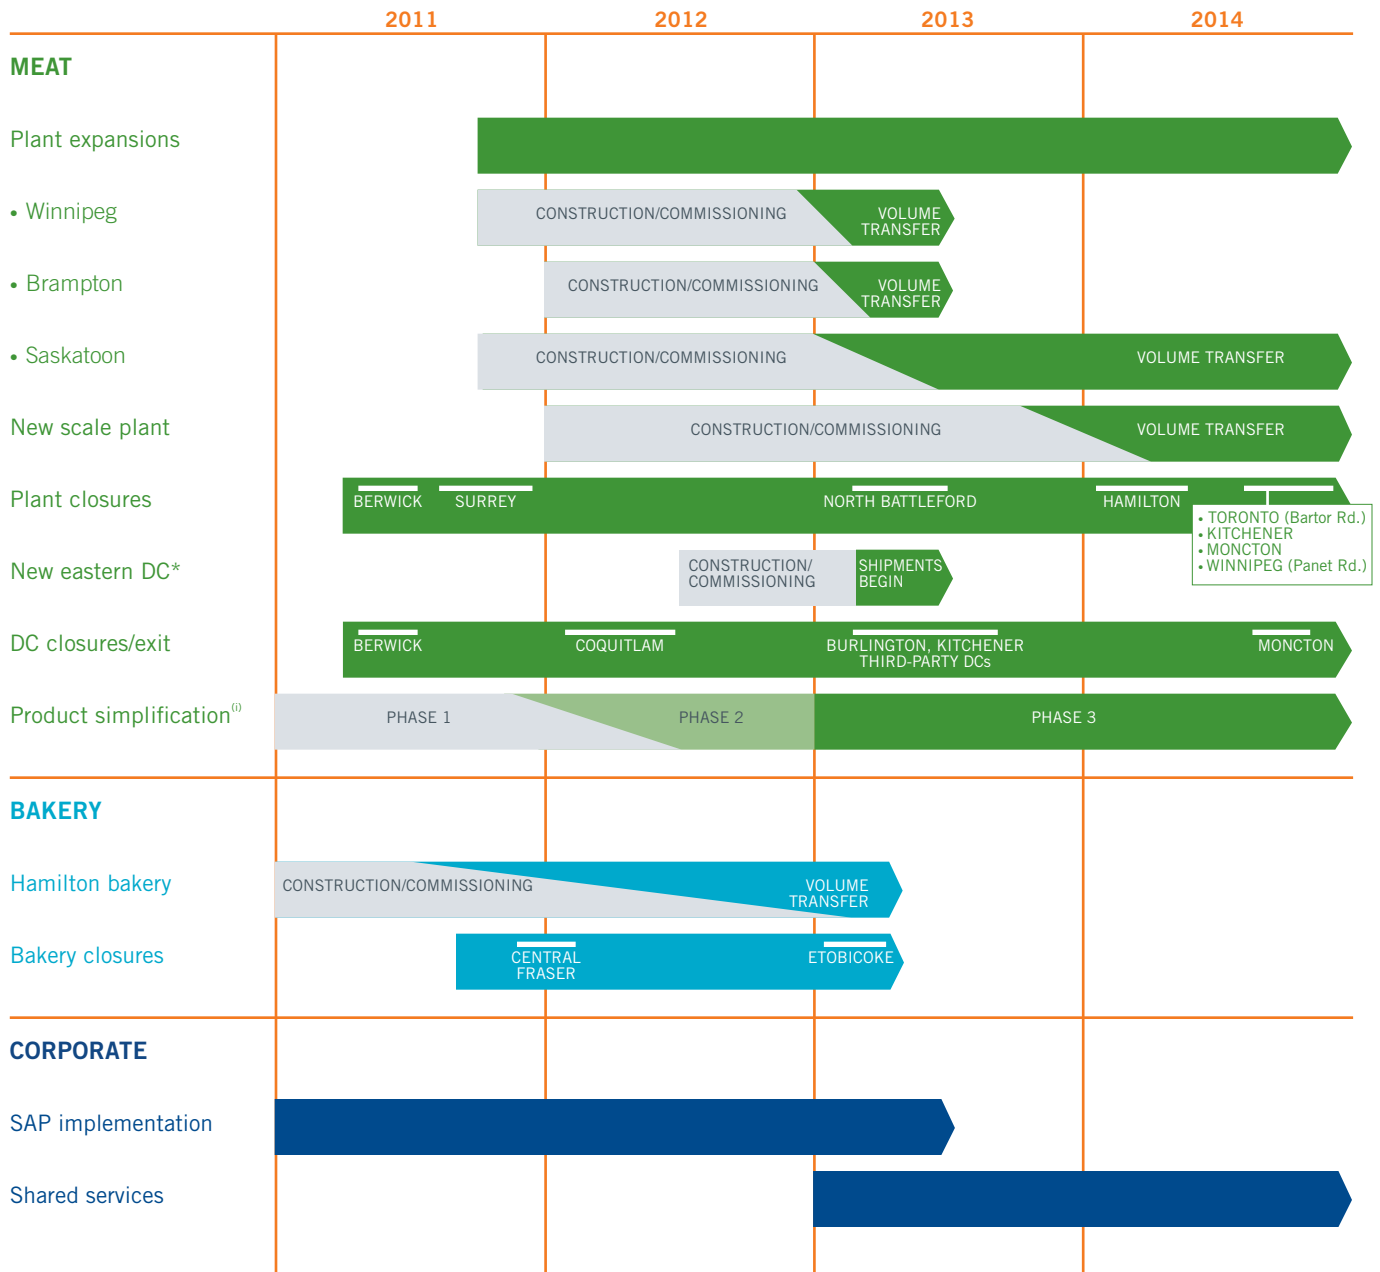 2011 2012 2013 2014
MEAT
Plant expansions
• Winnipeg
CONSTRUCTION/COMMISSIONING
VOLUME
TRANSFER
• Brampton
CONSTRUCTION/COMMISSIONING
VOLUME
TRANSFER
• Saskatoon
CONSTRUCTION/COMMISSIONING
VOLUME TRANSFER
New scale plant
CONSTRUCTION/COMMISSIONING
VOLUME TRANSFER
Plant closures
BERWICK
SURREY
NORTH BATTLEFORD
HAMILTON
• TORONTO (Bartor Rd.)
• KITCHENER
• MONCTON
• WINNIPEG (Panet Rd.)
New eastern DC*
CONSTRUCTION/
COMMISSIONING
SHIPMENTS
BEGIN
DC closures/exit
BERWICK
COQUITLAM
BURLINGTON, KITCHENER
THIRD-PARTY DCs
MONCTON
Product simplification(i)
PHASE 1
PHASE 2
PHASE 3
BAKERY
Hamilton bakery
CONSTRUCTION/COMMISSIONING
VOLUME
TRANSFER
Bakery closures
CENTRAL
FRASER
ETOBICOKE
CORPORATE
SAP implementation
Shared services